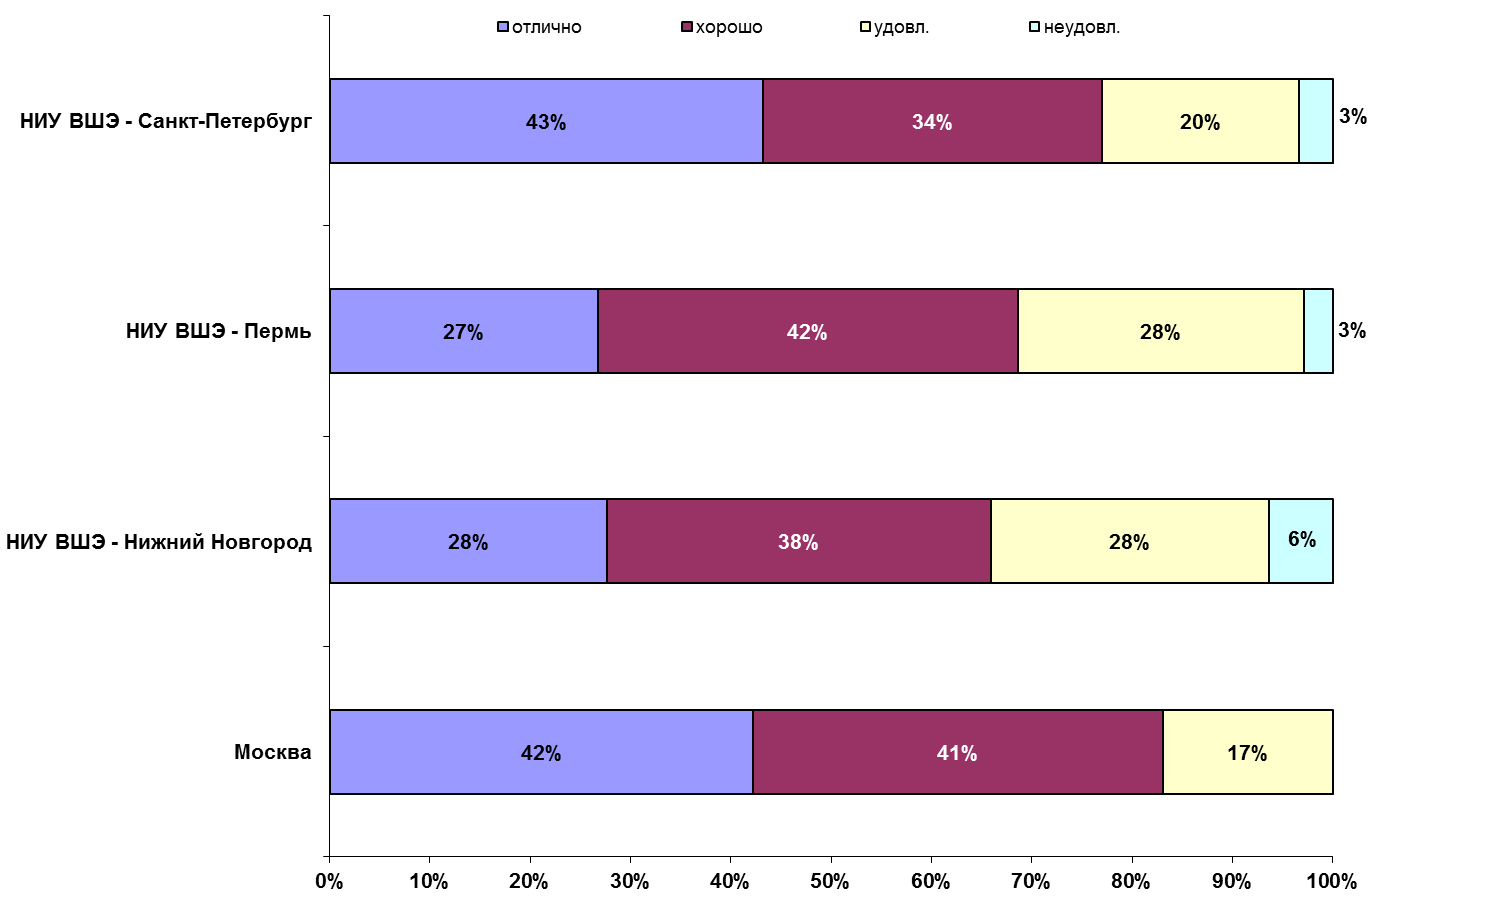 отлично хорошо удовл. неудовл.
НИУ ВШЭ - Санкт-Петербург 43% 34% 20% 3%
НИУ ВШЭ - Пермь 27% 42% 28% 3%
НИУ ВШЭ - Нижний Новгород 28% 38% 28% 6%
Москва 42% 41% 17%
0% 10% 20% 30% 40% 50% 60% 70% 80% 90% 100%